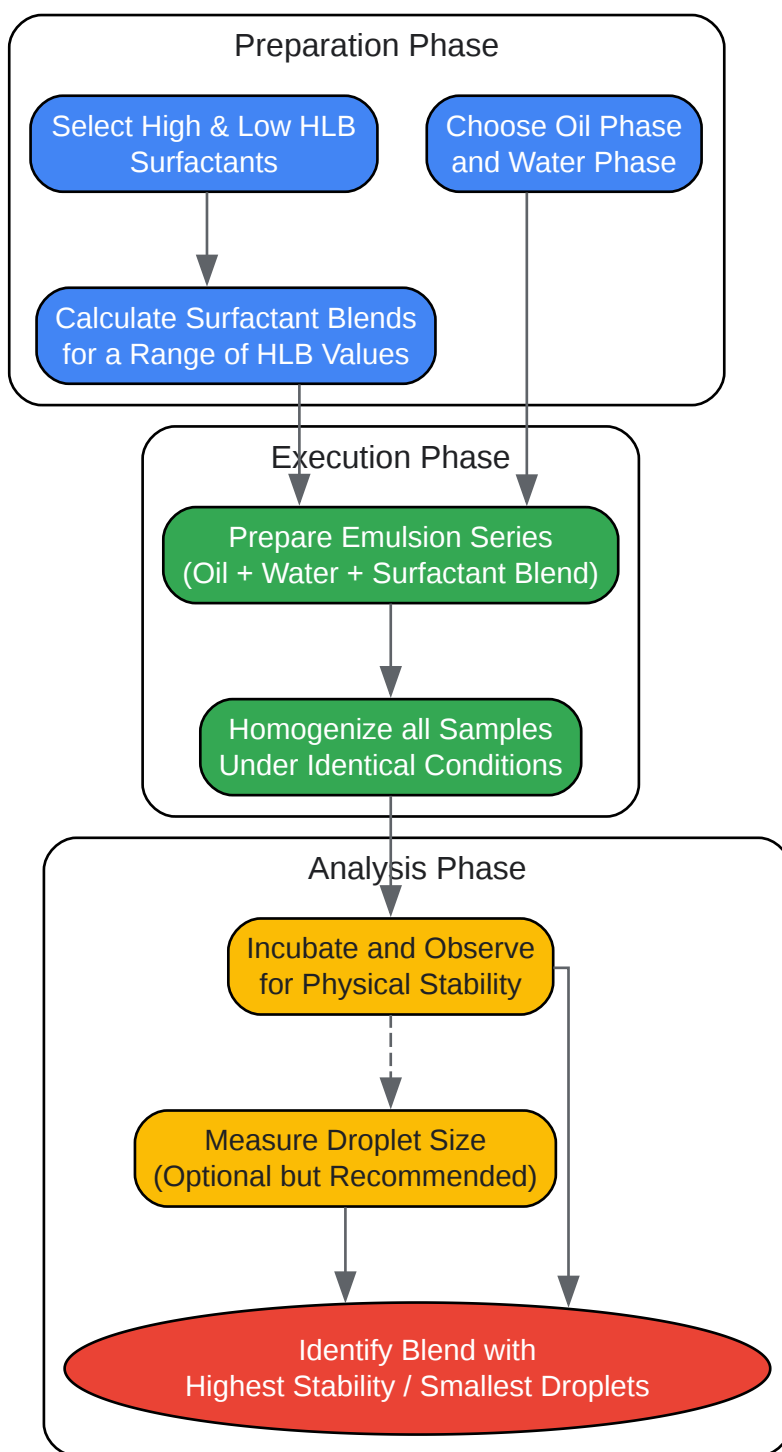 Preparation Phase
Select High & Low HLB
Surfactants
Choose Oil Phase
and Water Phase
Calculate Surfactant Blends
for a Range of HLB Values
Execution Phase
Prepare Emulsion Series
(Oil + Water + Surfactant Blend)
Homogenize all Samples
Under Identical Conditions
Analysis Phase
Incubate and Observe
for Physical Stability
Measure Droplet Size
(Optional but Recommended)
Identify Blend with
Highest Stability / Smallest Droplets